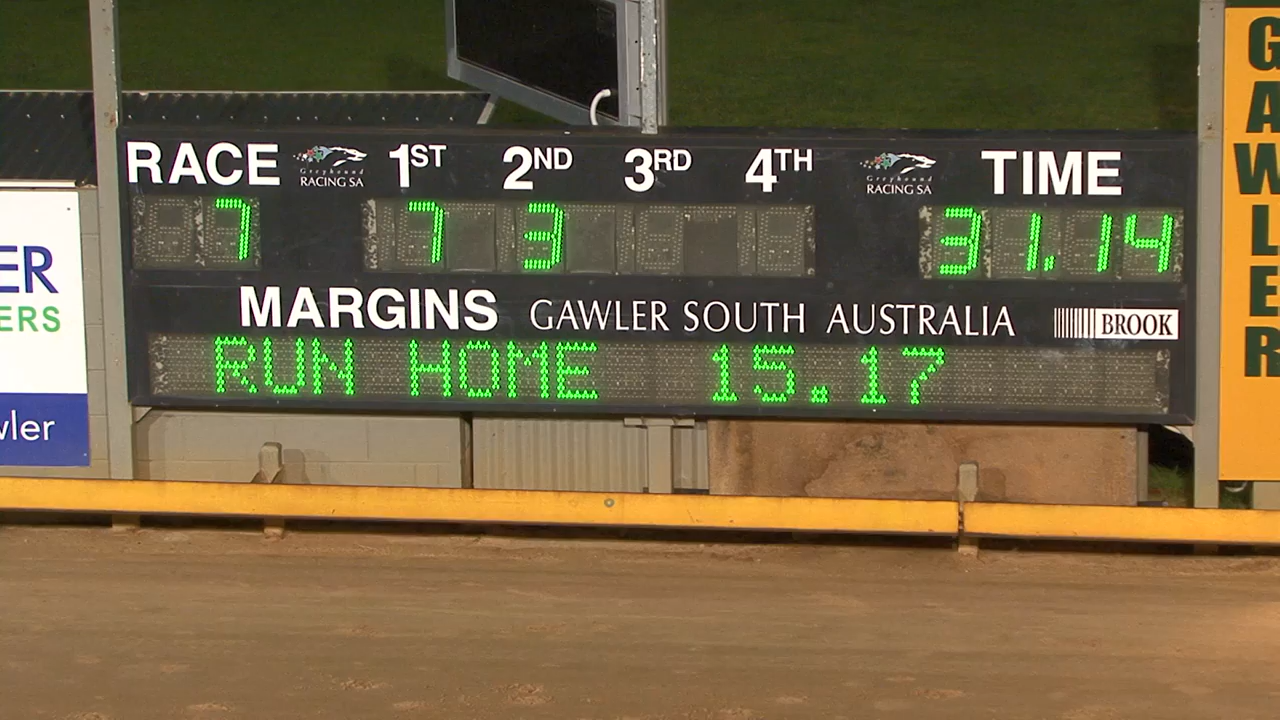 RACE Greyhound RACING SA 1ST 2ND 3RD 4TH Greyhound RACING SA TIME
7 7 3 31.14
MARGINS GAWLER SOUTH AUSTRALIA BROOK
RUN HOME 15.17
ER
ERS
wler
GAWLER